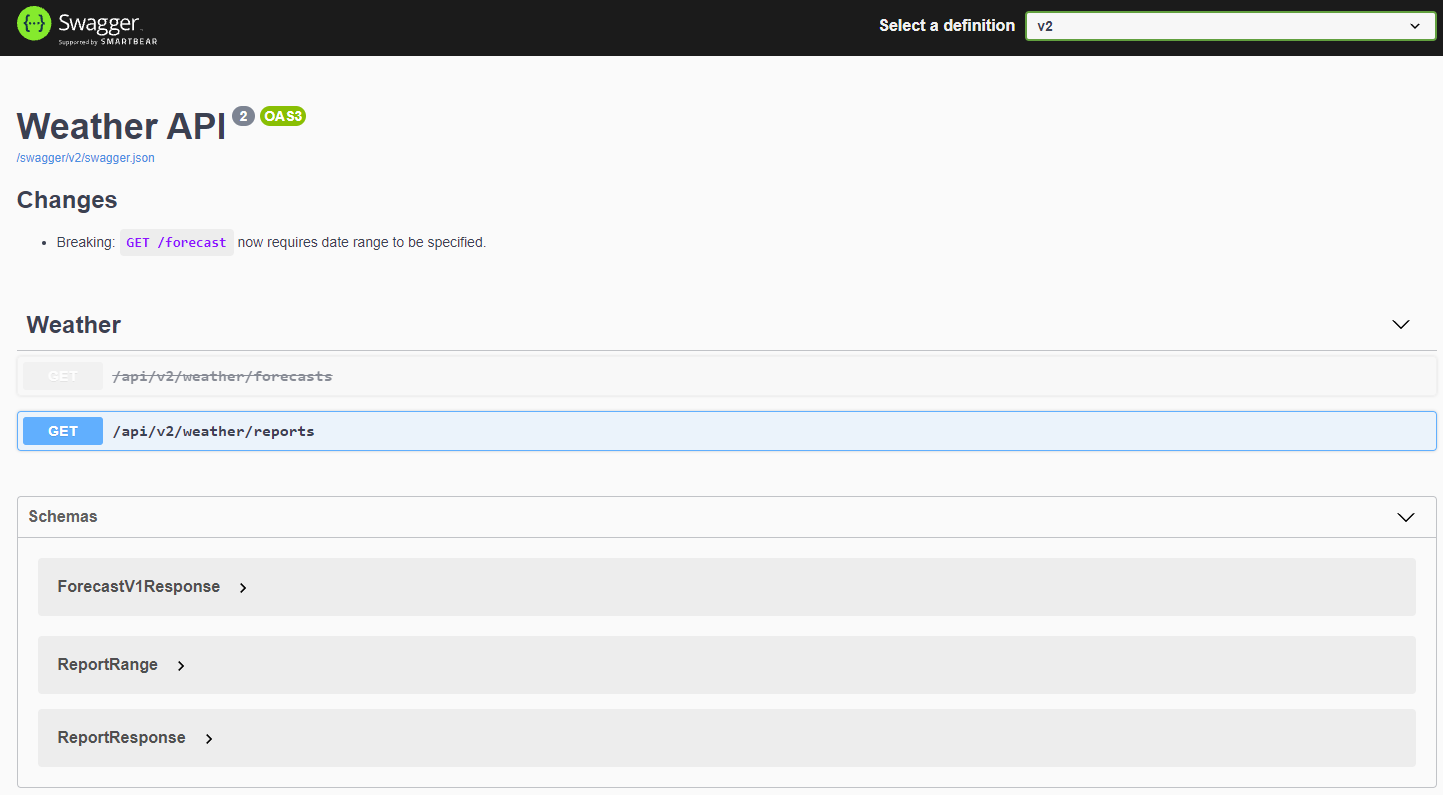 Swagger
Supported by SMARTBEAR
Select a definition
v2
Weather API 2 OAS3
/swagger/v2/swagger.json
Changes
• Breaking: GET /forecast now requires date range to be specified.
Weather
GET /api/v2/weather/forecasts
GET /api/v2/weather/reports
Schemas
ForecastV1Response
ReportRange
ReportResponse